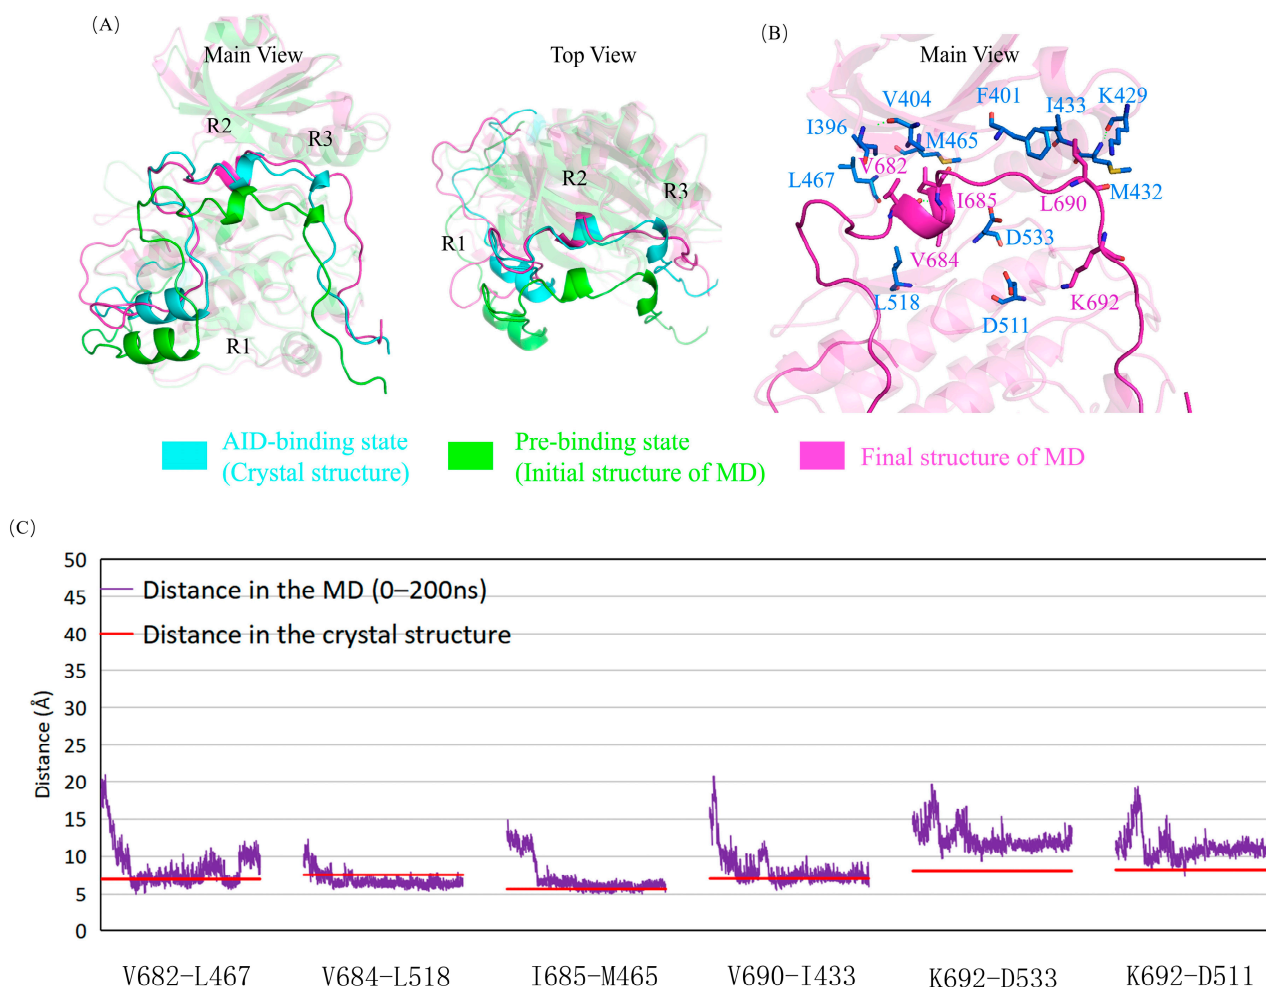 (A)
Main View
Top View
R2
R3
R1
R2
R3
R1
(B)
Main View
V404
F401
I433
K429
I396
M465
V682
L467
I685
L690
M432
D533
V684
L518
D511
K692
AID-binding state
(Crystal structure)
Pre-binding state
(Initial structure of MD)
Final structure of MD
(C)
Distance (Å)
50
45
40
35
30
25
20
15
10
5
0
Distance in the MD (0–200ns)
Distance in the crystal structure
V682-L467
V684-L518
I685-M465
V690-I433
K692-D533
K692-D511